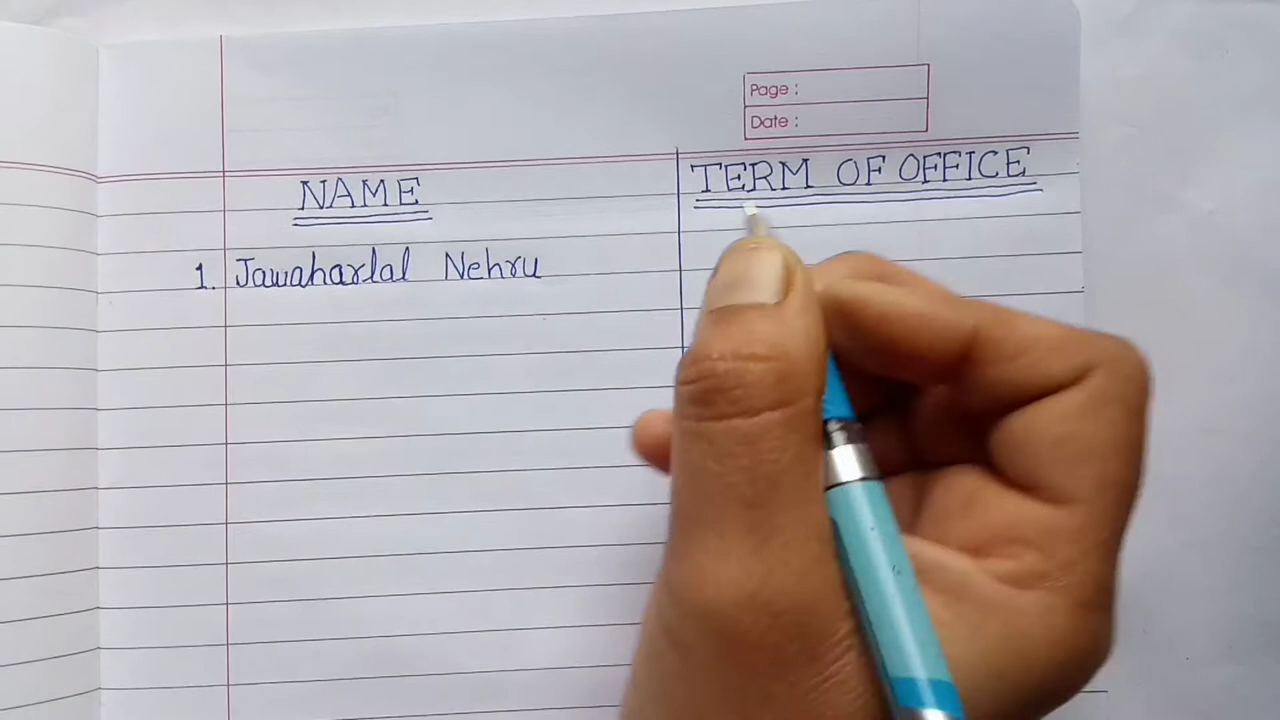 Page :
Date :
NAME
TERM OF OFFICE
1. Jawaharlal Nehru